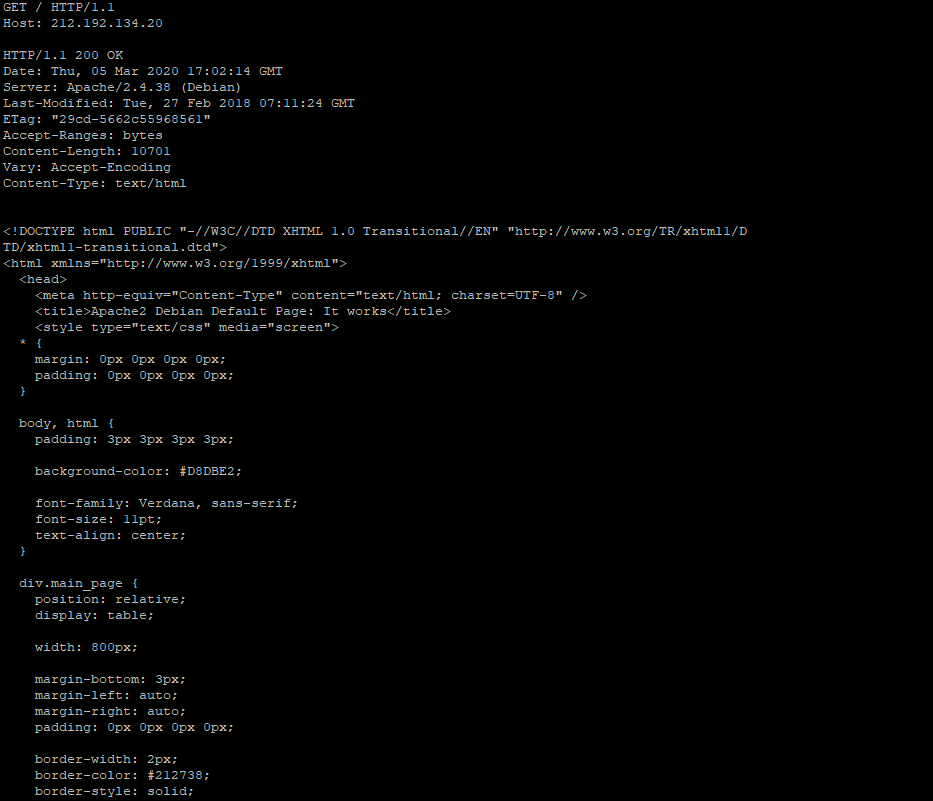 GET / HTTP/1.1
Host: 212.192.134.20
HTTP/1.1 200 OK
Date: Thu, 05 Mar 2020 17:02:14 GMT
Server: Apache/2.4.38 (Debian)
Last-Modified: Tue, 27 Feb 2018 07:11:24 GMT
ETag: "29cd-5662c55968561"
Accept-Ranges: bytes
Content-Length: 10701
Vary: Accept-Encoding
Content-Type: text/html
<!DOCTYPE html PUBLIC "-//W3C//DTD XHTML 1.0 Transitional//EN" "http://www.w3.org/TR/xhtml1/D
TD/xhtml1-transitional.dtd">
<html xmlns="http://www.w3.org/1999/xhtml">
  <head>
    <meta http-equiv="Content-Type" content="text/html; charset=UTF-8" />
    <title>Apache2 Debian Default Page: It works</title>
    <style type="text/css" media="screen">
  * {
    margin: 0px 0px 0px 0px;
    padding: 0px 0px 0px 0px;
  }
  body, html {
    padding: 3px 3px 3px 3px;
    background-color: #D8DBE2;
    font-family: Verdana, sans-serif;
    font-size: 11pt;
    text-align: center;
  }
  div.main_page {
    position: relative;
    display: table;
    width: 800px;
    margin-bottom: 3px;
    margin-left: auto;
    margin-right: auto;
    padding: 0px 0px 0px 0px;
    border-width: 2px;
    border-color: #212738;
    border-style: solid;